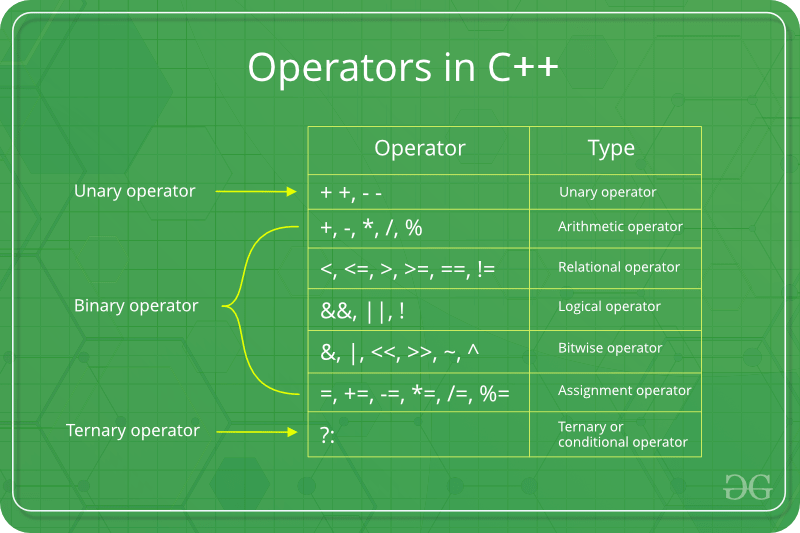 Operators in C++
Operator Type
Unary operator + +, - - Unary operator
+, -, *, /, % Arithmetic operator
<, <=, >, >=, ==, != Relational operator
Binary operator &&, ||, ! Logical operator
&, |, <<, >>, ~, ^ Bitwise operator
=, +=, -=, *=, /=, %= Assignment operator
Ternary operator ?: Ternary or
conditional operator